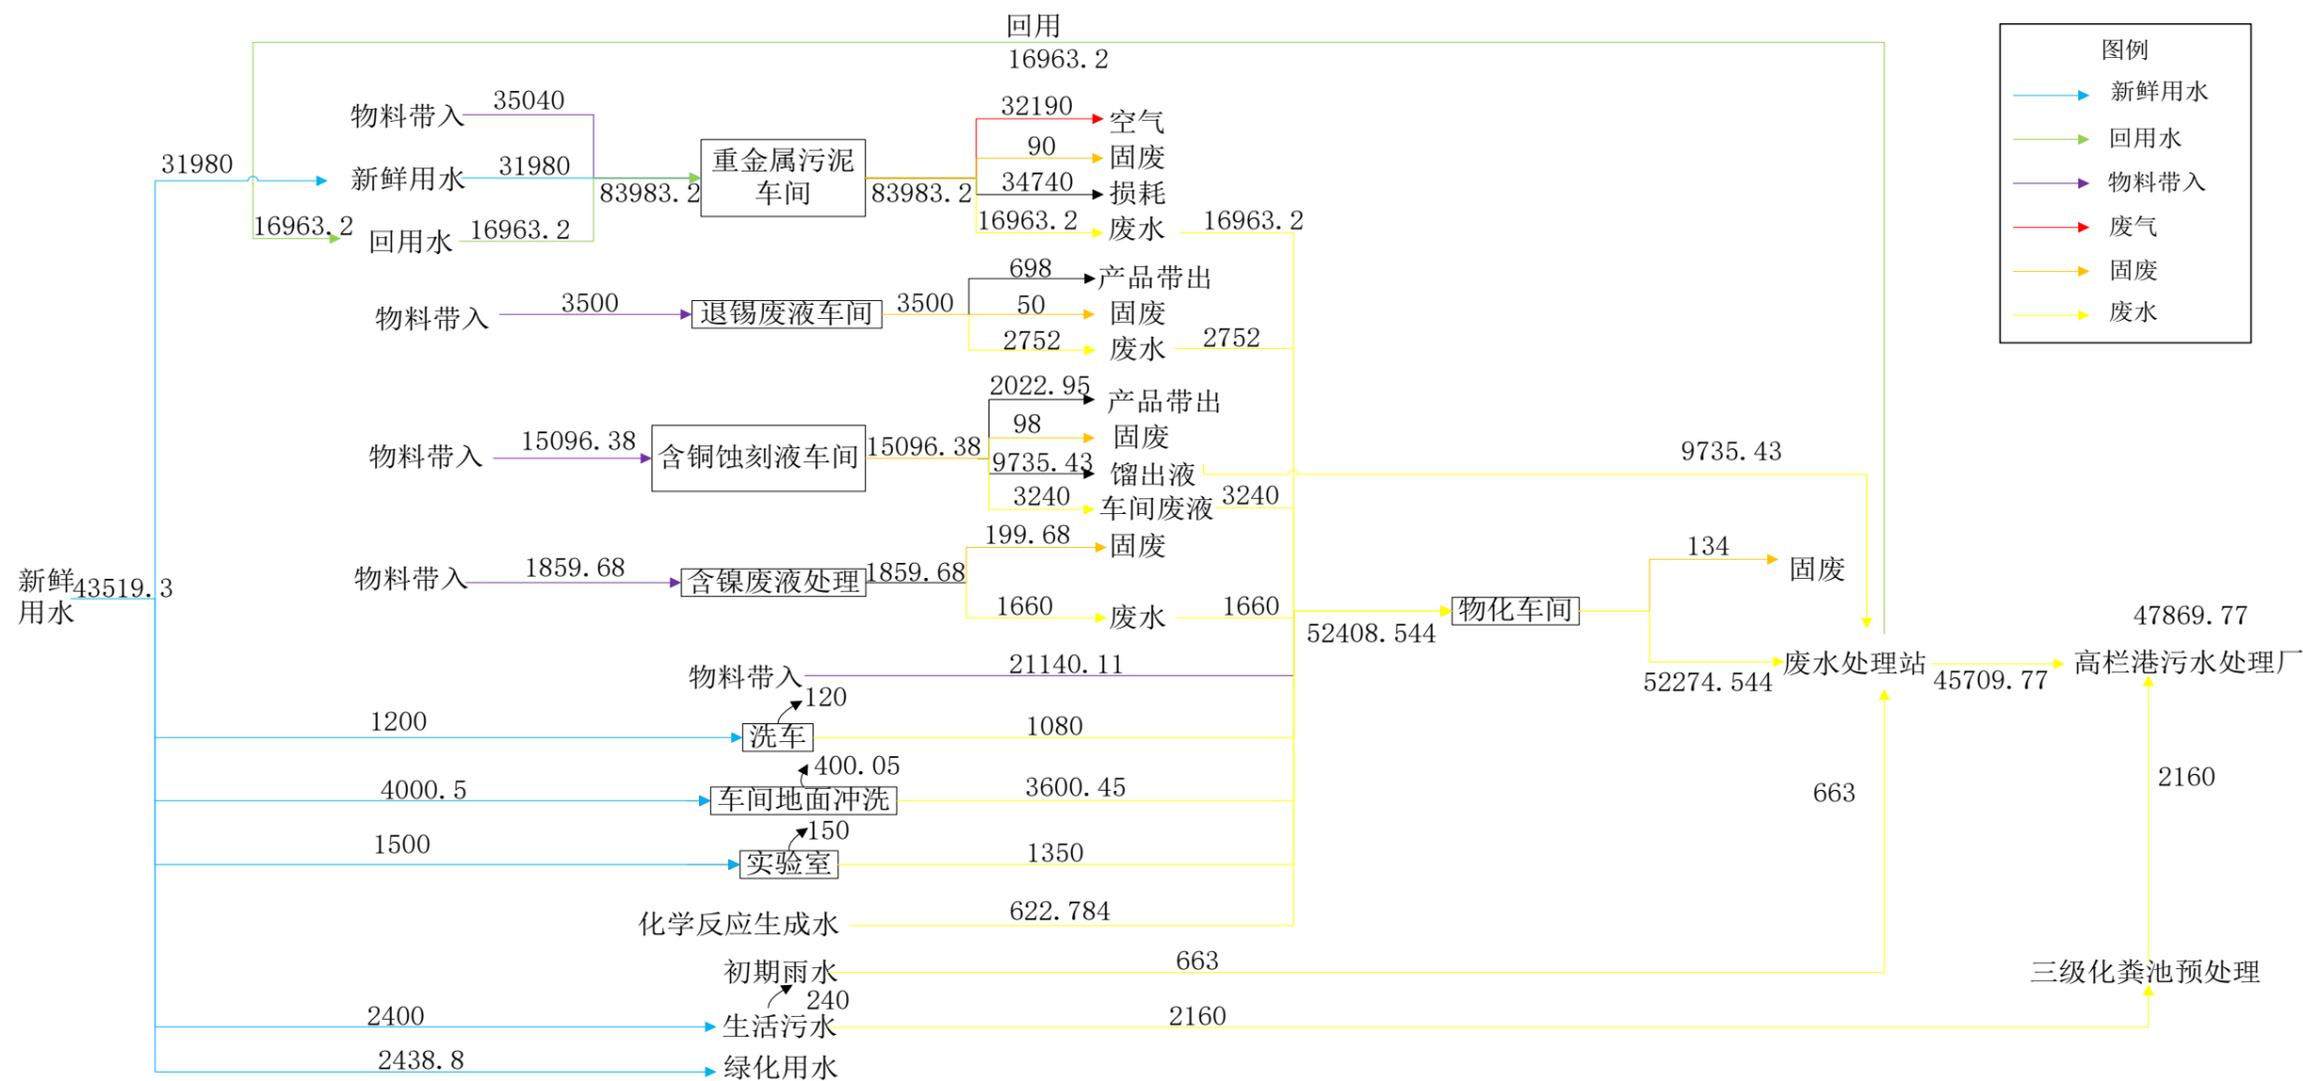 回用
16963.2
图例
新鲜用水
回用水
物料带入
废气
固废
废水
物料带入
35040
31980
新鲜用水
31980
16963.2
回用水
16963.2
83983.2
重金属污泥
车间
83983.2
32190
空气
90
固废
34740
损耗
16963.2
废水
16963.2
物料带入
3500
退锡废液车间
3500
698
产品带出
50
固废
2752
废水
2752
物料带入
15096.38
含铜蚀刻液车间
15096.38
2022.95
产品带出
98
固废
9735.43
馏出液
9735.43
3240
车间废液
3240
新鲜
用水
43519.3
物料带入
1859.68
含镍废液处理
1859.68
199.68
固废
1660
废水
1660
52408.544
物化车间
134
固废
52274.544
废水处理站
45709.77
47869.77
高栏港污水处理厂
物料带入
21140.11
1200
洗车
120
1080
4000.5
车间地面冲洗
400.05
3600.45
1500
实验室
150
1350
663
2160
化学反应生成水
622.784
初期雨水
663
三级化粪池预处理
2400
生活污水
240
2160
2438.8
绿化用水